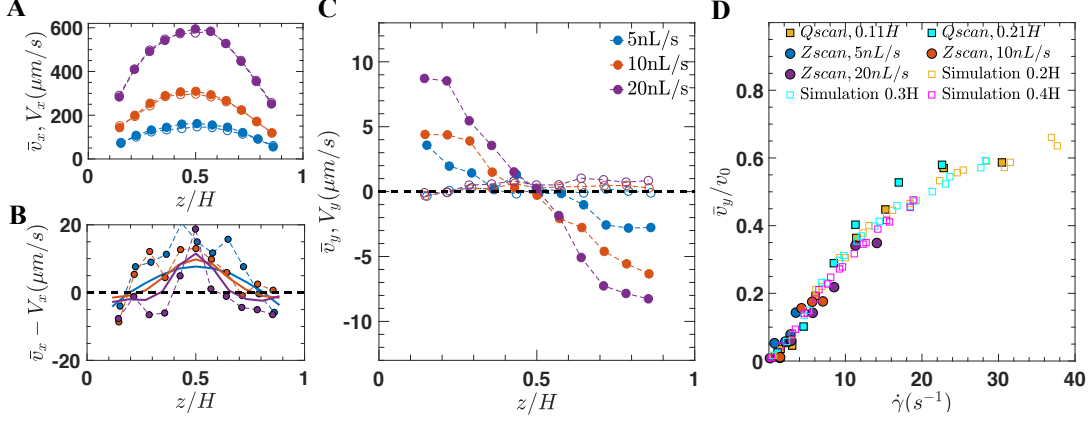 A
600
400
300
200
100
0
0
0.5
1
z/H
v̄x, Vx(μm/s)
B
20
0
-20
0
0.5
1
z/H
v̄x − Vx(μm/s)
C
10
5
0
-5
-10
0
0.5
1
z/H
v̄y, Vy(μm/s)
5nL/s
10nL/s
20nL/s
D
Qscan, 0.11H
Qscan, 0.21H
Zscan, 5nL/s
Zscan, 10nL/s
Zscan, 20nL/s
Simulation 0.2H
Simulation 0.3H
Simulation 0.4H
1
0.8
0.6
0.4
0.2
0
10
20
30
40
γ̇(s⁻¹)
v̄y/v0